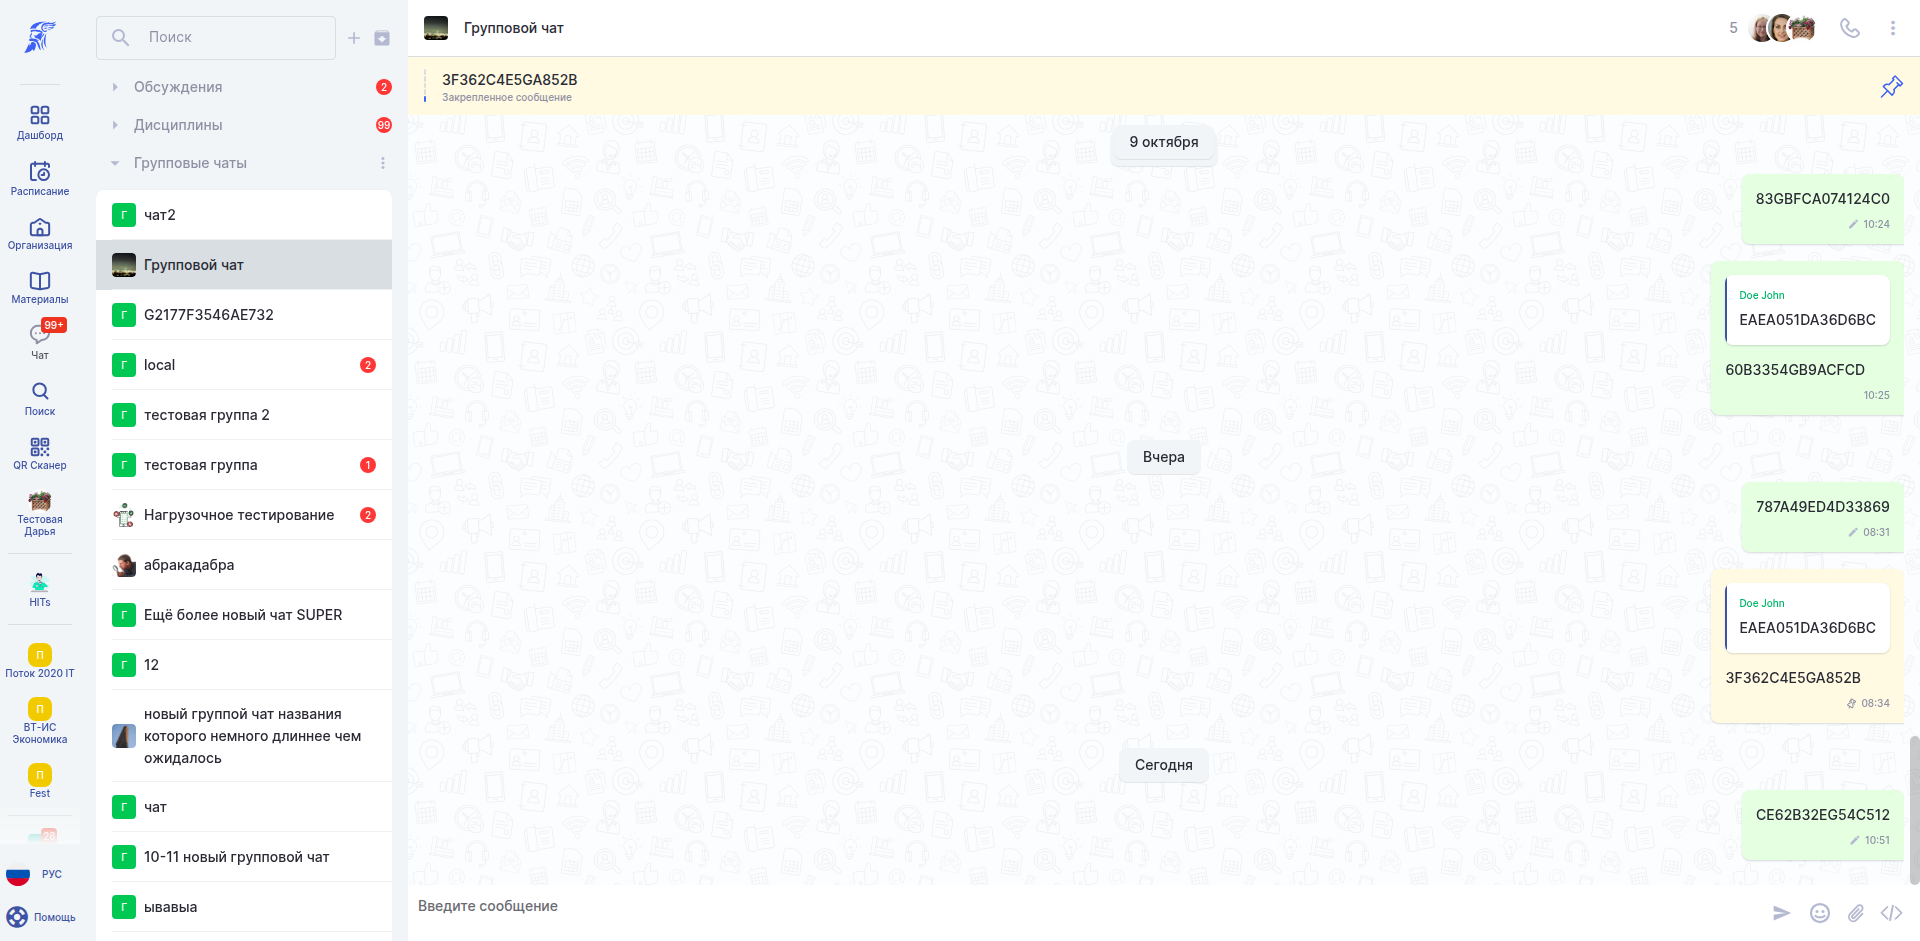 Дашборд
Расписание
Организация
Материалы
99+
Чат
Поиск
QR Сканер
Тестовая
Дарья
HITs
П
Поток 2020 IT
П
ВТ-ИС
Экономика
П
Fest
28
РУС
Помощь
Поиск
Обсуждения 2
Дисциплины 99
Групповые чаты
Г чат2
Групповой чат
Г G2177F3546AE732
Г local 2
Г тестовая группа 2
Г тестовая группа 1
Нагрузочное тестирование 2
абракадабра
Г Ещё более новый чат SUPER
Г 12
новый группой чат названия
которого немного длиннее чем
ожидалось
Г чат
Г 10-11 новый групповой чат
Г ывавыа
Групповой чат 5
3F362C4E5GA852B
Закрепленное сообщение
9 октября
83GBFCA074124C0
10:24
Doe John
EAEA051DA36D6BC
60B3354GB9ACFCD
10:25
Вчера
787A49ED4D33869
08:31
Doe John
EAEA051DA36D6BC
3F362C4E5GA852B
08:34
Сегодня
CE62B32EG54C512
10:51
Введите сообщение